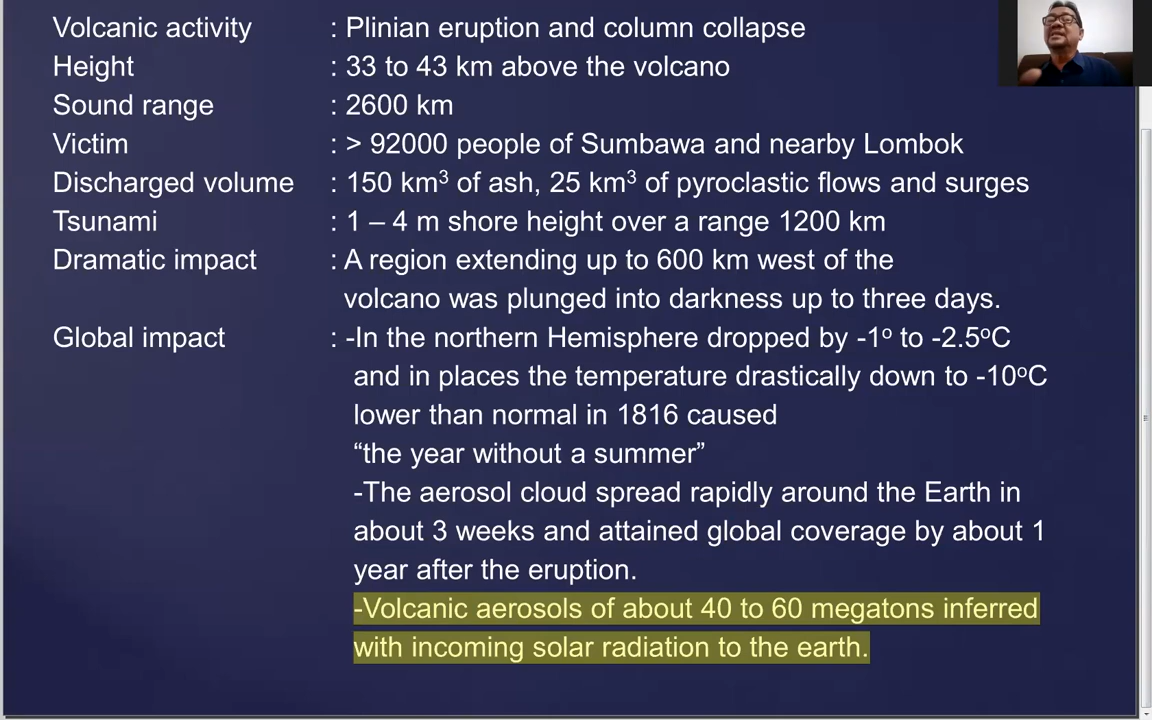 Volcanic activity : Plinian eruption and column collapse
Height : 33 to 43 km above the volcano
Sound range : 2600 km
Victim : > 92000 people of Sumbawa and nearby Lombok
Discharged volume : 150 km³ of ash, 25 km³ of pyroclastic flows and surges
Tsunami : 1 – 4 m shore height over a range 1200 km
Dramatic impact : A region extending up to 600 km west of the
volcano was plunged into darkness up to three days.
Global impact : -In the northern Hemisphere dropped by -1º to -2.5ºC
and in places the temperature drastically down to -10ºC
lower than normal in 1816 caused
“the year without a summer”
-The aerosol cloud spread rapidly around the Earth in
about 3 weeks and attained global coverage by about 1
year after the eruption.
-Volcanic aerosols of about 40 to 60 megatons inferred
with incoming solar radiation to the earth.